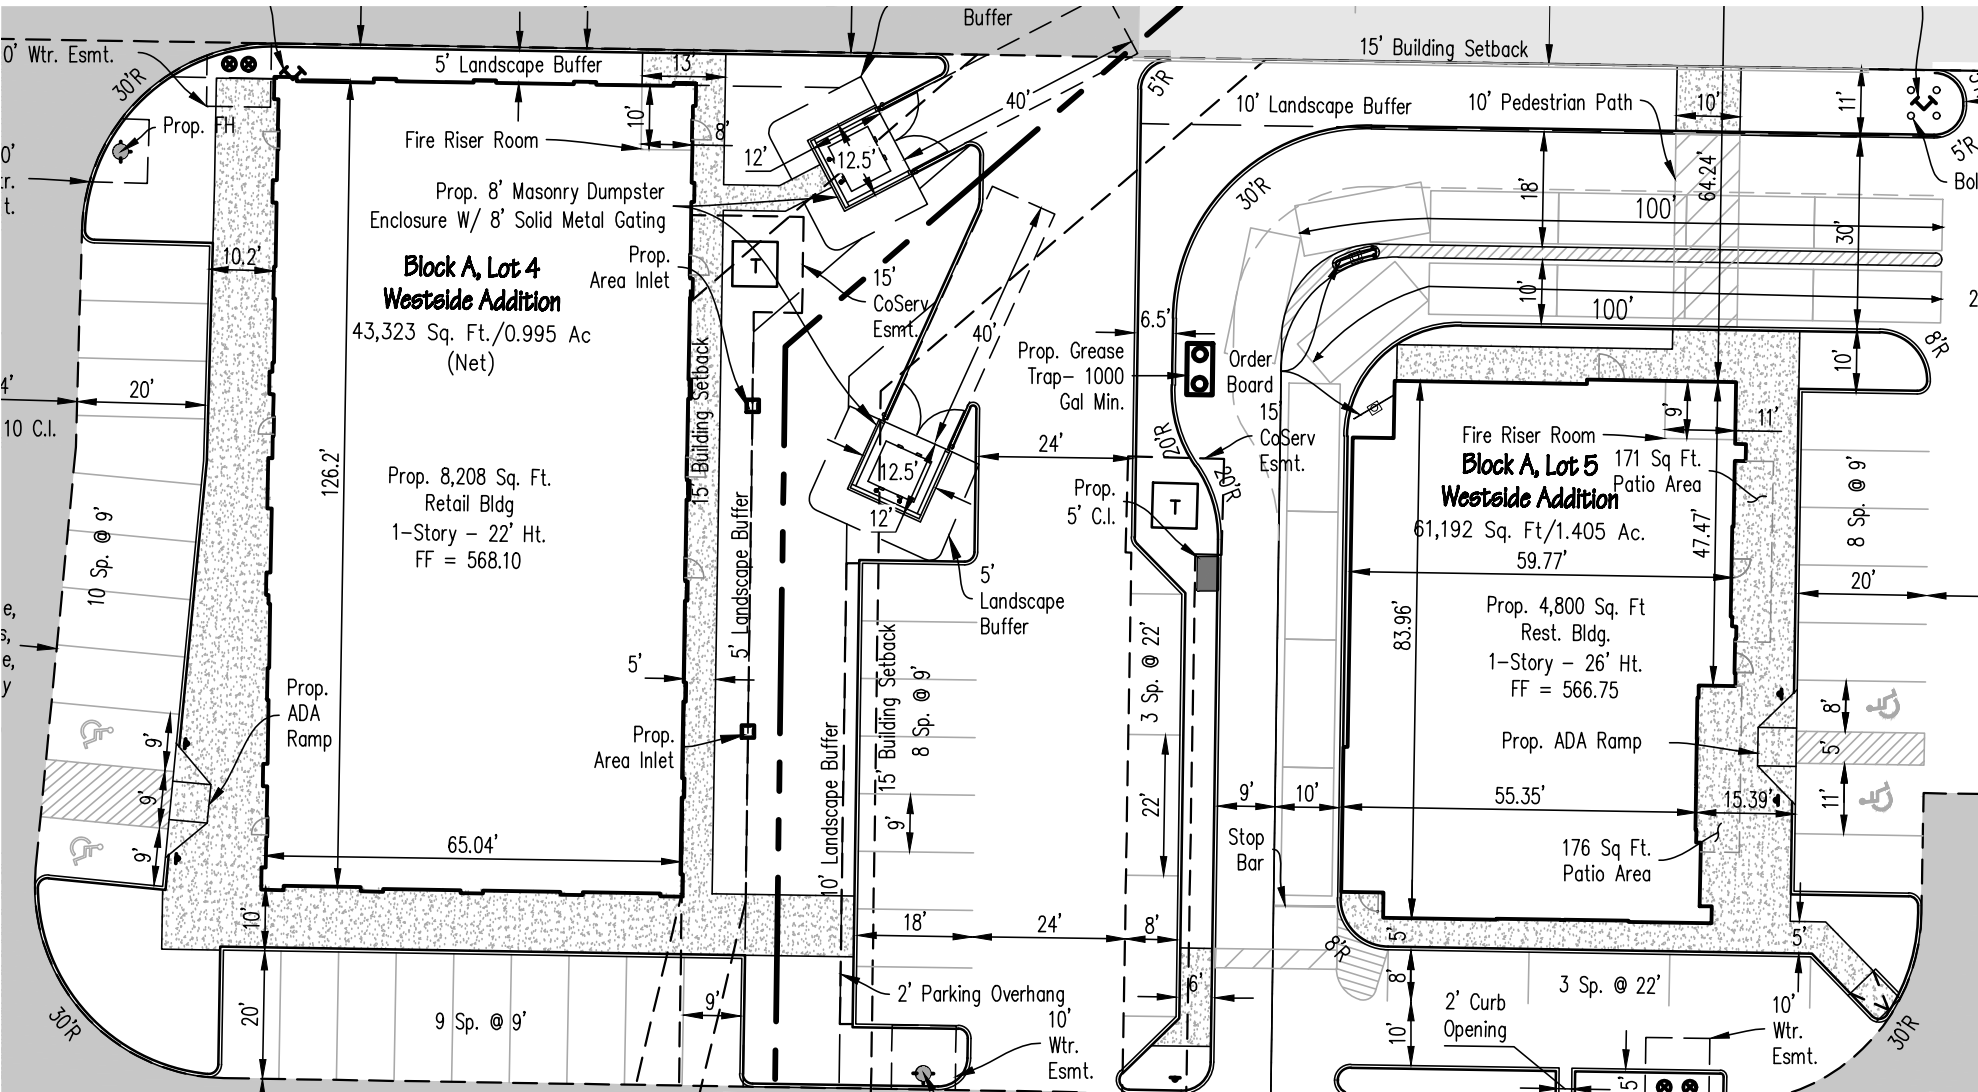 Buffer
0' Wtr. Esmt.
30'R
Prop. FH
5' Landscape Buffer
13'
10'
8'
Fire Riser Room
12'
12.5'
40'
Prop. 8' Masonry Dumpster
Enclosure W/ 8' Solid Metal Gating
Prop.
Area Inlet
T
15'
CoServ
Esmt.
40'
10.2'
Block A, Lot 4
Westside Addition
43,323 Sq. Ft./0.995 Ac
(Net)
4'
20'
10 C.I.
126.2'
Prop. 8,208 Sq. Ft.
Retail Bldg
1-Story - 22' Ht.
FF = 568.10
15' Building Setback
5' Landscape Buffer
12.5'
12'
10 Sp. @ 9'
5'
Landscape
Buffer
5'
Prop.
ADA
Ramp
Prop.
Area Inlet
9'
9'
9'
65.04'
10'
20'
30'R
9 Sp. @ 9'
9'
10' Landscape Buffer
15' Building Setback
8 Sp. @ 9'
9'
18'
24'
8'
2' Parking Overhang
10'
Wtr.
Esmt.
6'
15' Building Setback
5'R
10' Landscape Buffer
10' Pedestrian Path
10'
11'
5'R
Bol
30'R
18'
64.24'
100'
30'
10'
100'
2
6.5'
Prop. Grease
Trap- 1000
Gal Min.
Order
Board
8'R
10'
15'
CoServ
Esmt.
24'
20'R
20'R
Prop.
5' C.I.
T
Fire Riser Room
9'
11'
Block A, Lot 5
Westside Addition
171 Sq Ft.
Patio Area
61,192 Sq. Ft/1.405 Ac.
59.77'
47.47'
8 Sp. @ 9'
20'
Prop. 4,800 Sq. Ft
Rest. Bldg.
1-Story - 26' Ht.
FF = 566.75
83.96'
3 Sp. @ 22'
22'
Prop. ADA Ramp
8'
5'
11'
9'
10'
55.35'
15.39'
Stop
Bar
176 Sq Ft.
Patio Area
8'R
5'
5'
8'
3 Sp. @ 22'
10'
2' Curb
Opening
10'
Wtr.
Esmt.
30'R
5'